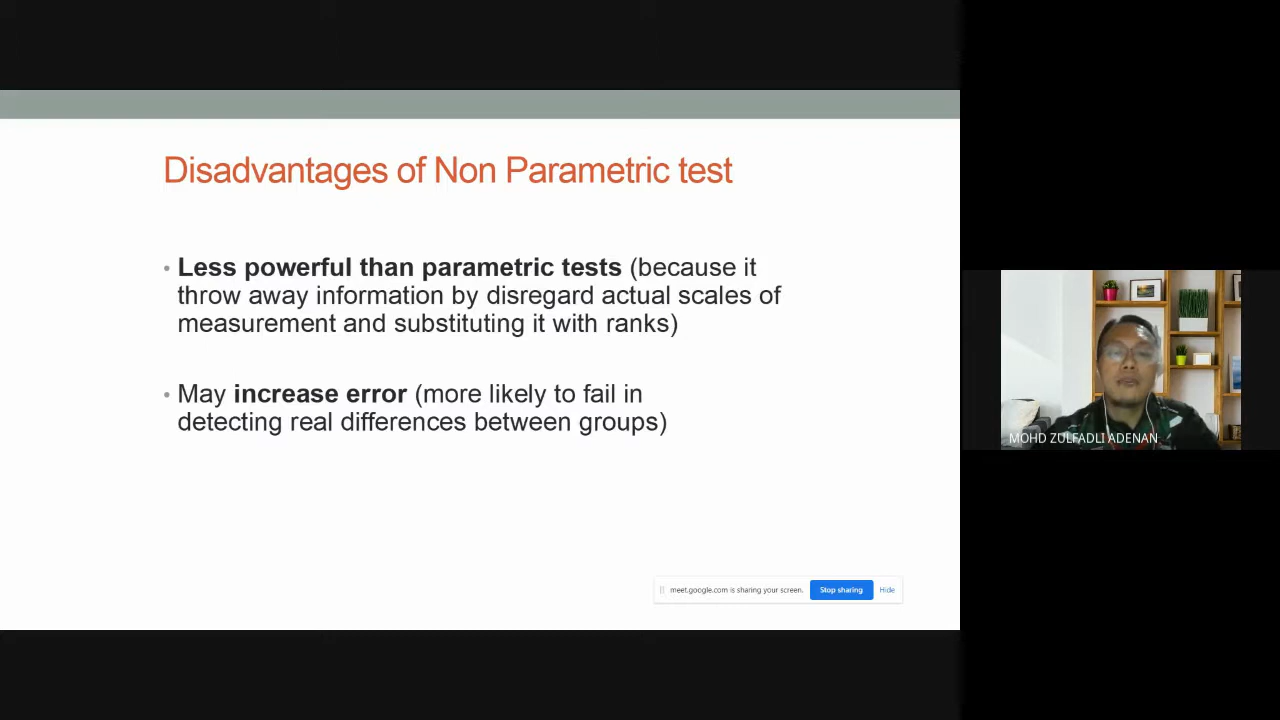 Disadvantages of Non Parametric test
• Less powerful than parametric tests (because it
throw away information by disregard actual scales of
measurement and substituting it with ranks)
• May increase error (more likely to fail in
detecting real differences between groups)
meet.google.com is sharing your screen.
Stop sharing
Hide
MOHD ZULFADLI ADENAN